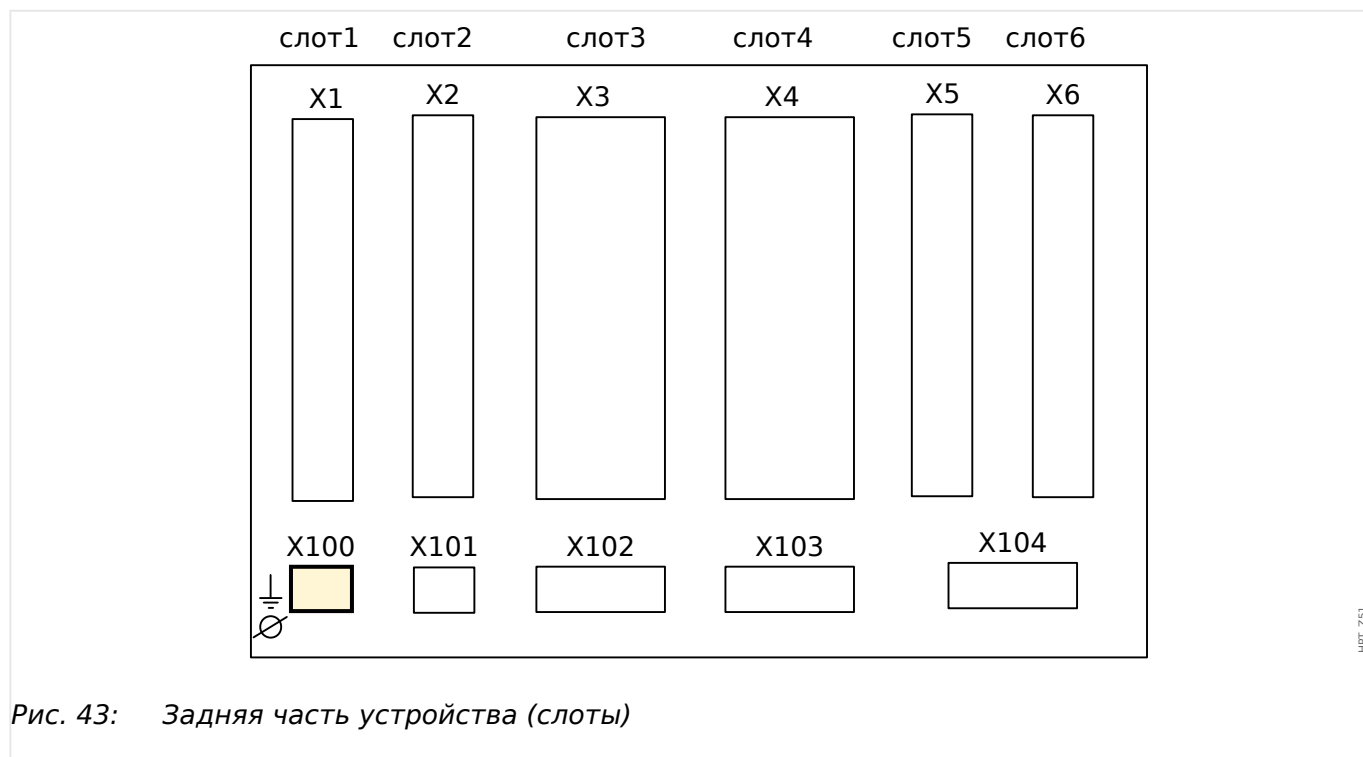 слот1 слот2 слот3 слот4 слот5 слот6
X1 X2 X3 X4 X5 X6
X100 X101 X102 X103 X104
Рис. 43: Задняя часть устройства (слоты)